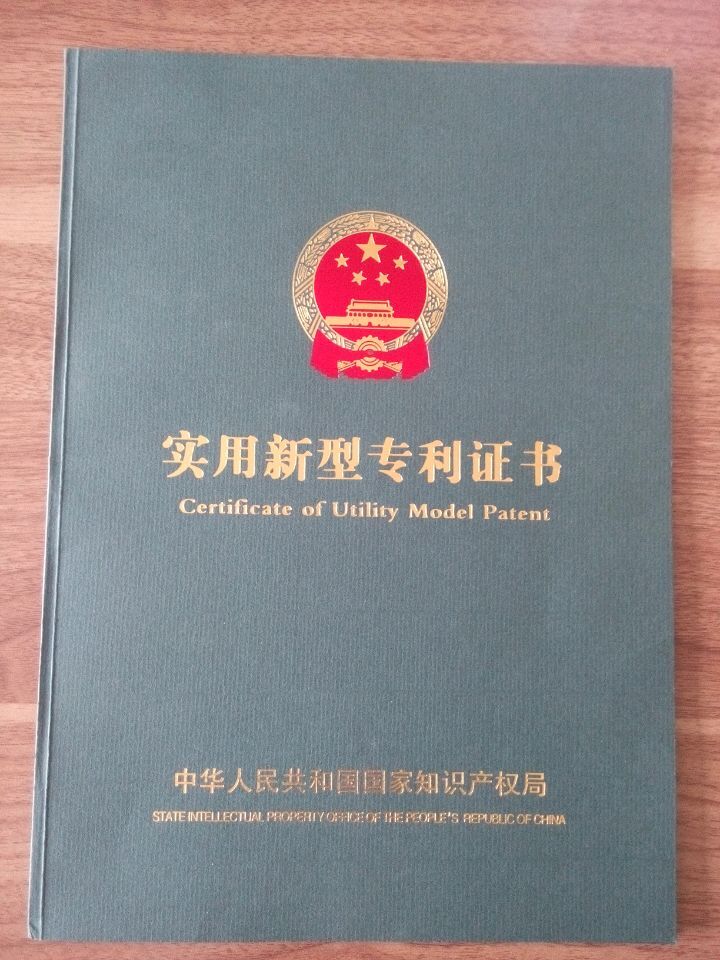 实用新型专利证书
Certificate of Utility Model Patent
中华人民共和国国家知识产权局
STATE INTELLECTUAL PROPERTY OFFICE OF THE PEOPLE'S REPUBLIC OF CHINA